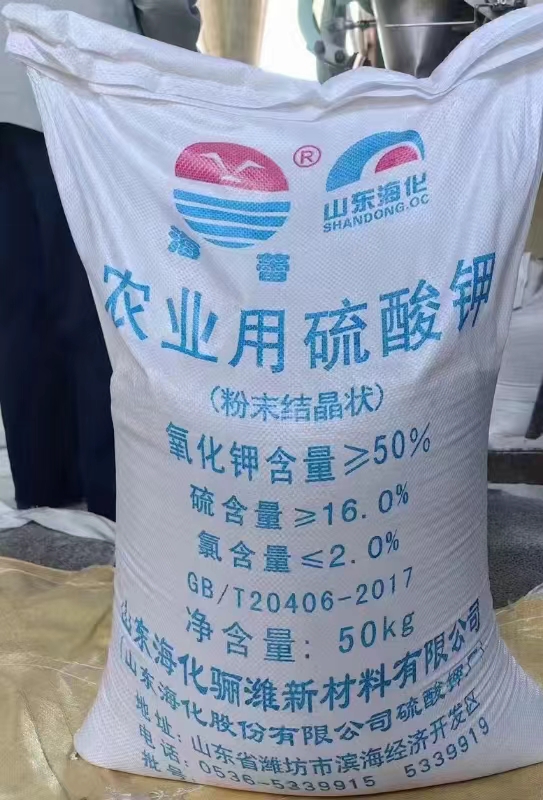 ®
山东海化
SHANDONG.OC
海
农业用硫酸钾
(粉末结晶状)
氧化钾含量≥50%
硫含量≥16.0%
氯含量≤2.0%
GB/T20406-2017
净含量: 50kg
山东海化骊潍新材料有限公司
(山东海化股份有限公司硫酸钾厂)
地址: 山东省潍坊市滨海经济开发区
电话: 0536-5339915 5339919
批号